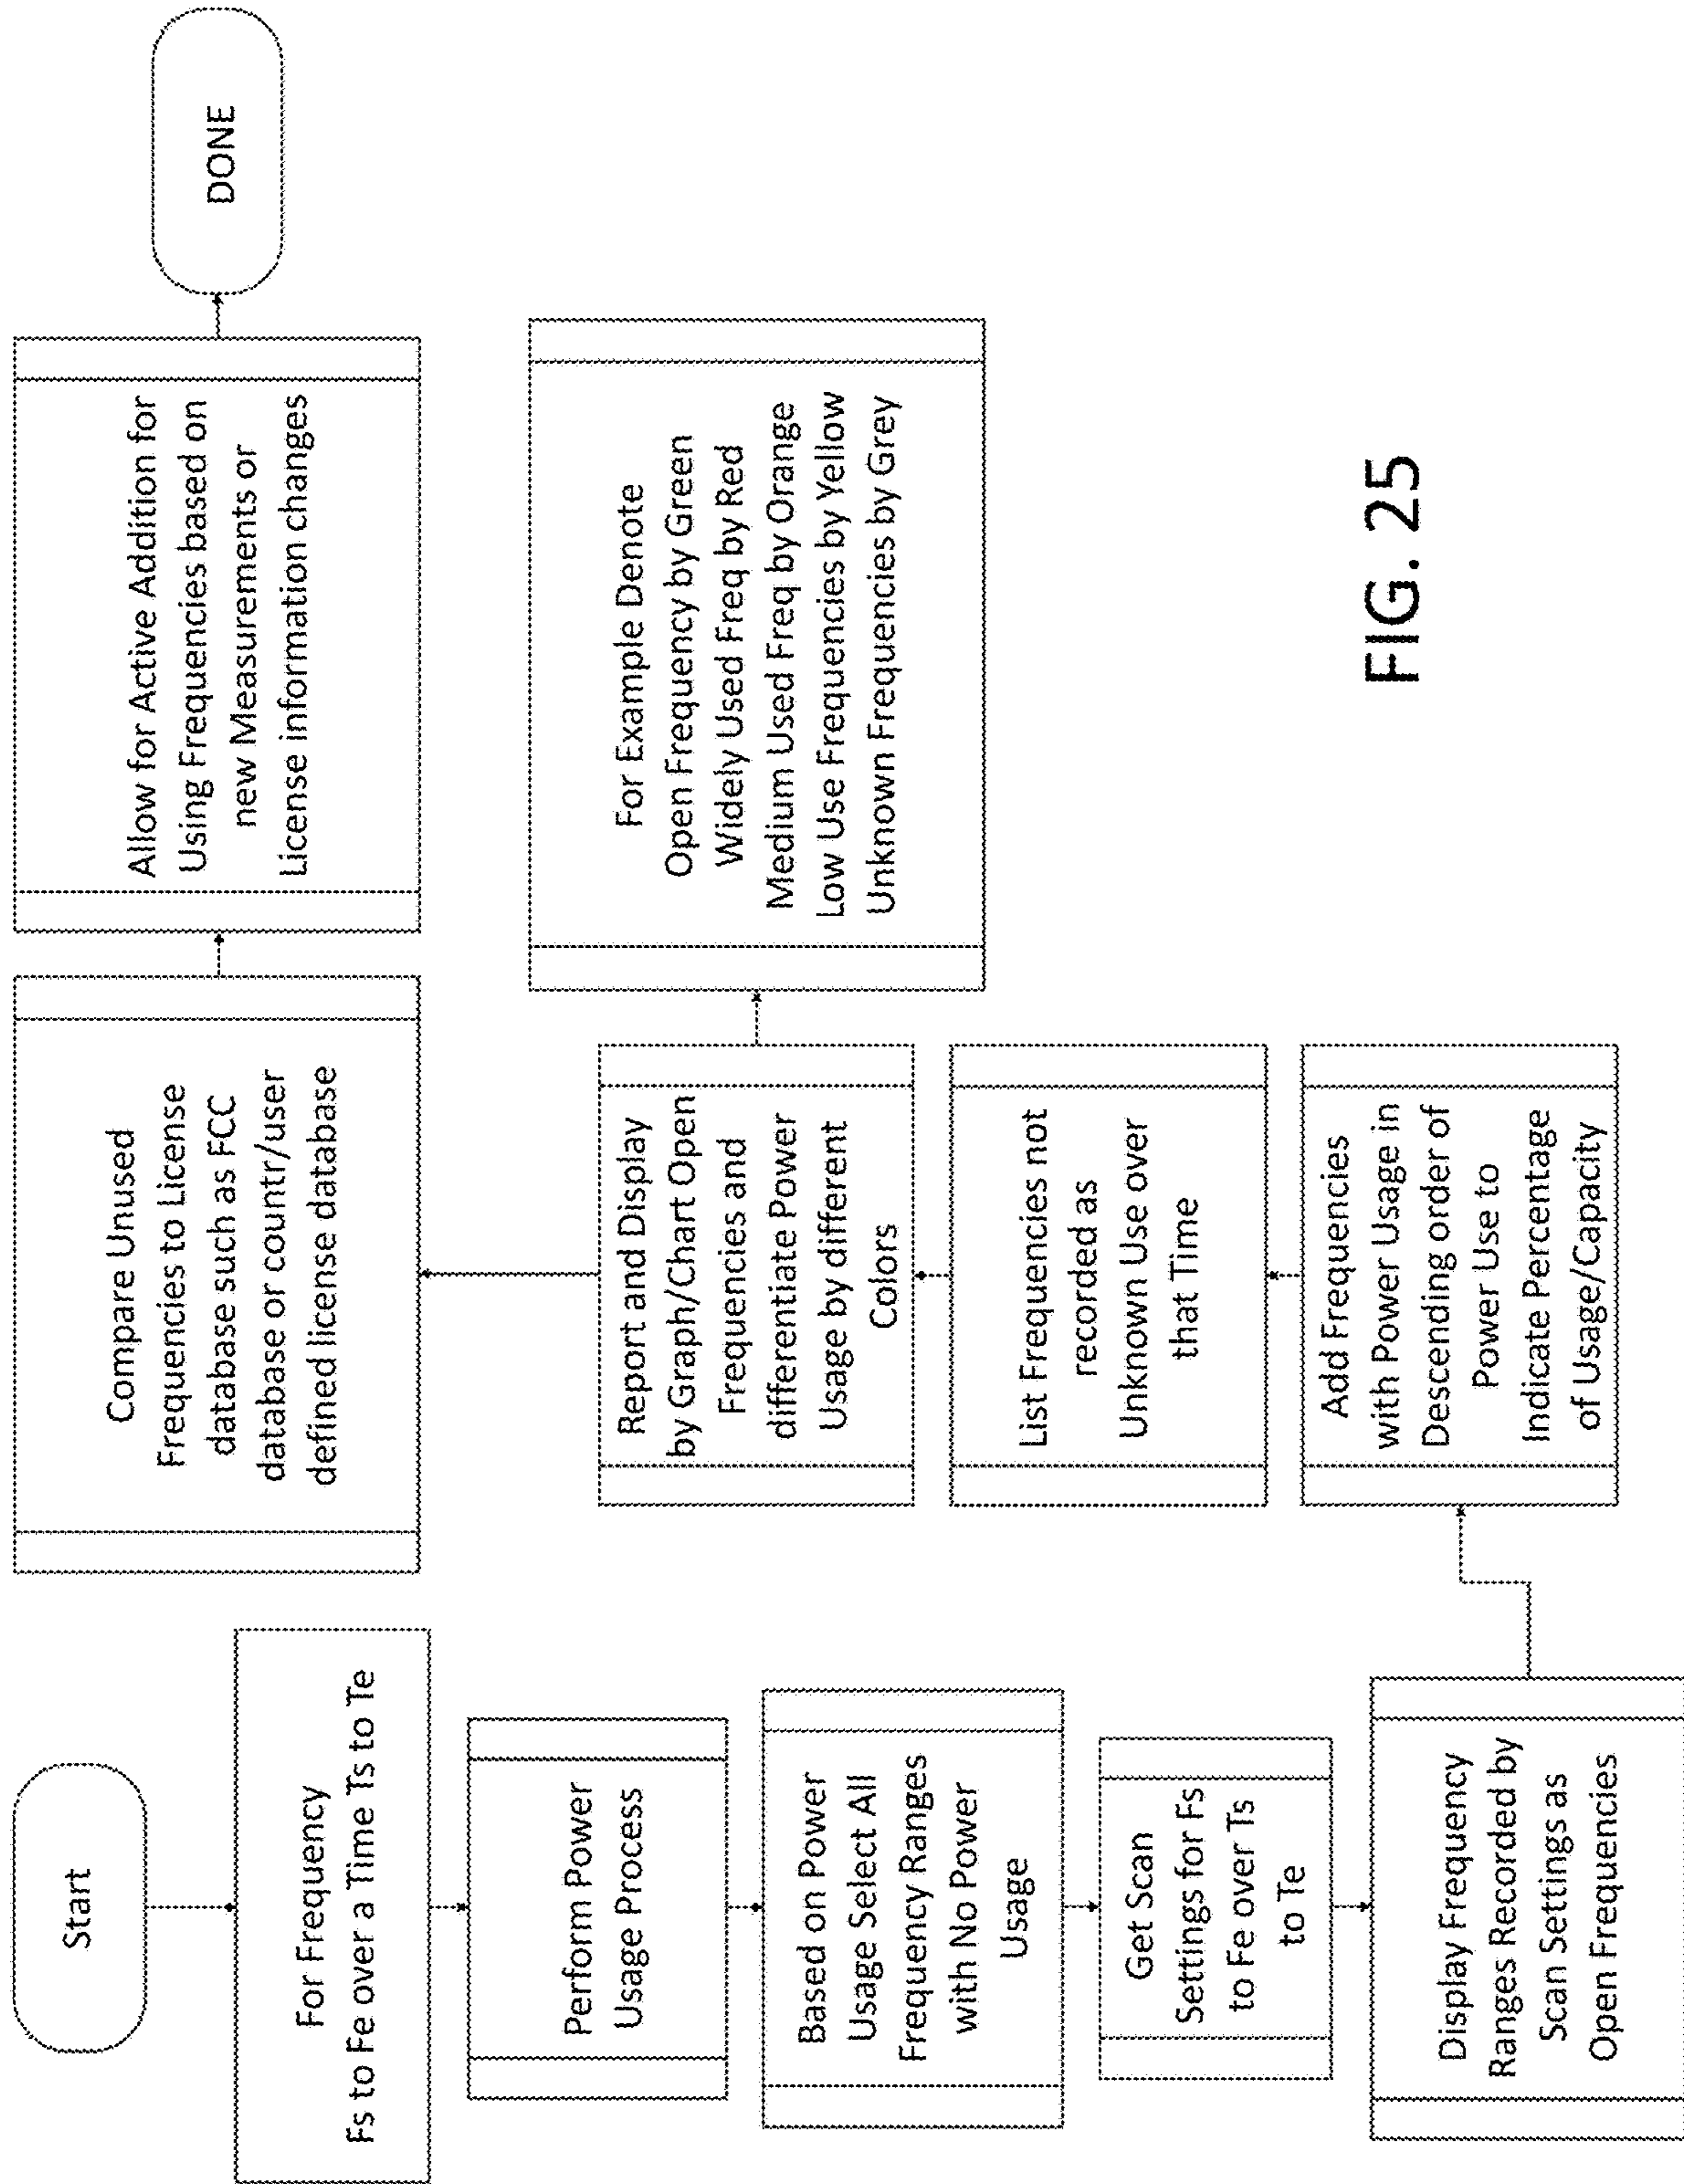 Start
For Frequency
Fs to Fe over a Time Ts to Te
Perform Power
Usage Process
Based on Power
Usage Select All
Frequency Ranges
with No Power
Usage
Get Scan
Settings for Fs
to Fe over Ts
to Te
Display Frequency
Ranges Recorded by
Scan Settings as
Open Frequencies
Add Frequencies
with Power Usage in
Descending order of
Power Use to
Indicate Percentage
of Usage/Capacity
List Frequencies not
recorded as
Unknown Use over
that Time
Report and Display
by Graph/Chart Open
Frequencies and
differentiate Power
Usage by different
Colors
For Example Denote
Open Frequency by Green
Widely Used Freq by Red
Medium Used Freq by Orange
Low Use Frequencies by Yellow
Unknown Frequencies by Grey
Compare Unused
Frequencies to License
database such as FCC
database or countr/user
defined license database
Allow for Active Addition for
Using Frequencies based on
new Measurements or
License information changes
DONE
FIG. 25